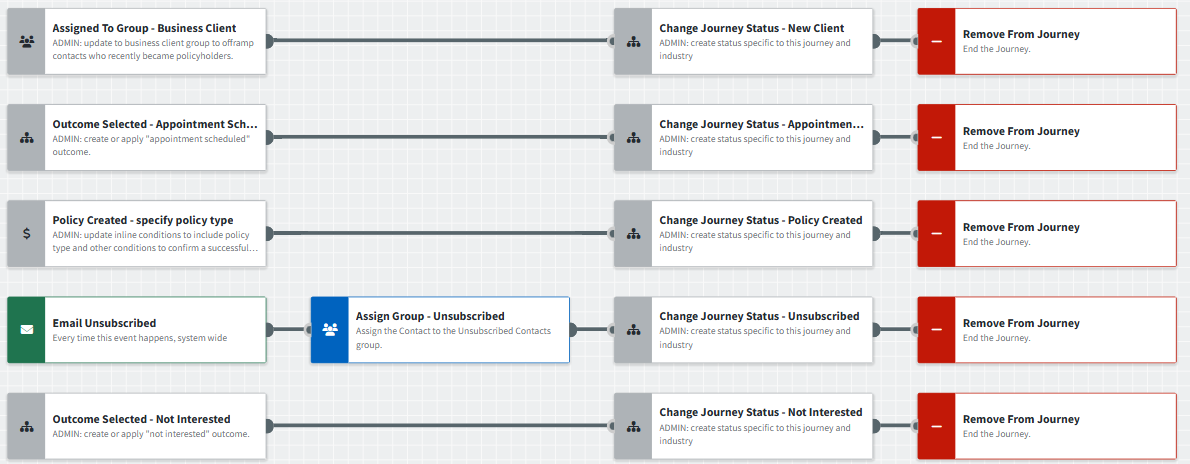 Assigned To Group - Business Client
ADMIN: update to business client group to offramp
contacts who recently became policyholders.
Change Journey Status - New Client
ADMIN: create status specific to this journey and
industry
Remove From Journey
End the Journey.
Outcome Selected - Appointment Sch...
ADMIN: create or apply "appointment scheduled"
outcome.
Change Journey Status - Appointmen...
ADMIN: create status specific to this journey and
industry
Remove From Journey
End the Journey.
$
Policy Created - specify policy type
ADMIN: update inline conditions to include policy
type and other conditions to confirm a successful...
Change Journey Status - Policy Created
ADMIN: create status specific to this journey and
industry
Remove From Journey
End the Journey.
Email Unsubscribed
Every time this event happens, system wide
Assign Group - Unsubscribed
Assign the Contact to the Unsubscribed Contacts
group.
Change Journey Status - Unsubscribed
ADMIN: create status specific to this journey and
industry
Remove From Journey
End the Journey.
Outcome Selected - Not Interested
ADMIN: create or apply "not interested" outcome.
Change Journey Status - Not Interested
ADMIN: create status specific to this journey and
industry
Remove From Journey
End the Journey.